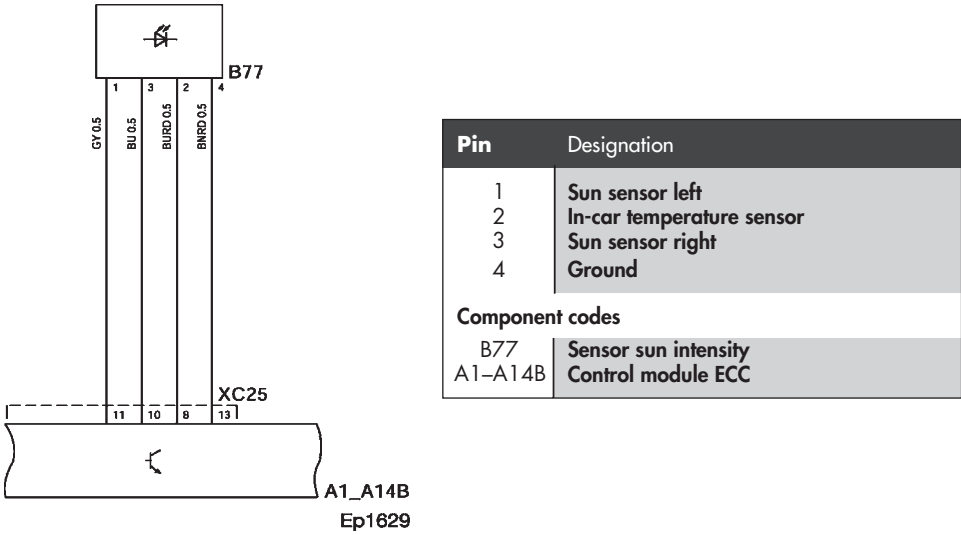 B77
1 3 2 4
GY 0.5
BU 0.5
BURD 0.5
BNRD 0.5
XC25
11 10 8 13
A1_A14B
Ep1629
Pin Designation
1 Sun sensor left
2 In-car temperature sensor
3 Sun sensor right
4 Ground
Component codes
B77 Sensor sun intensity
A1–A14B Control module ECC